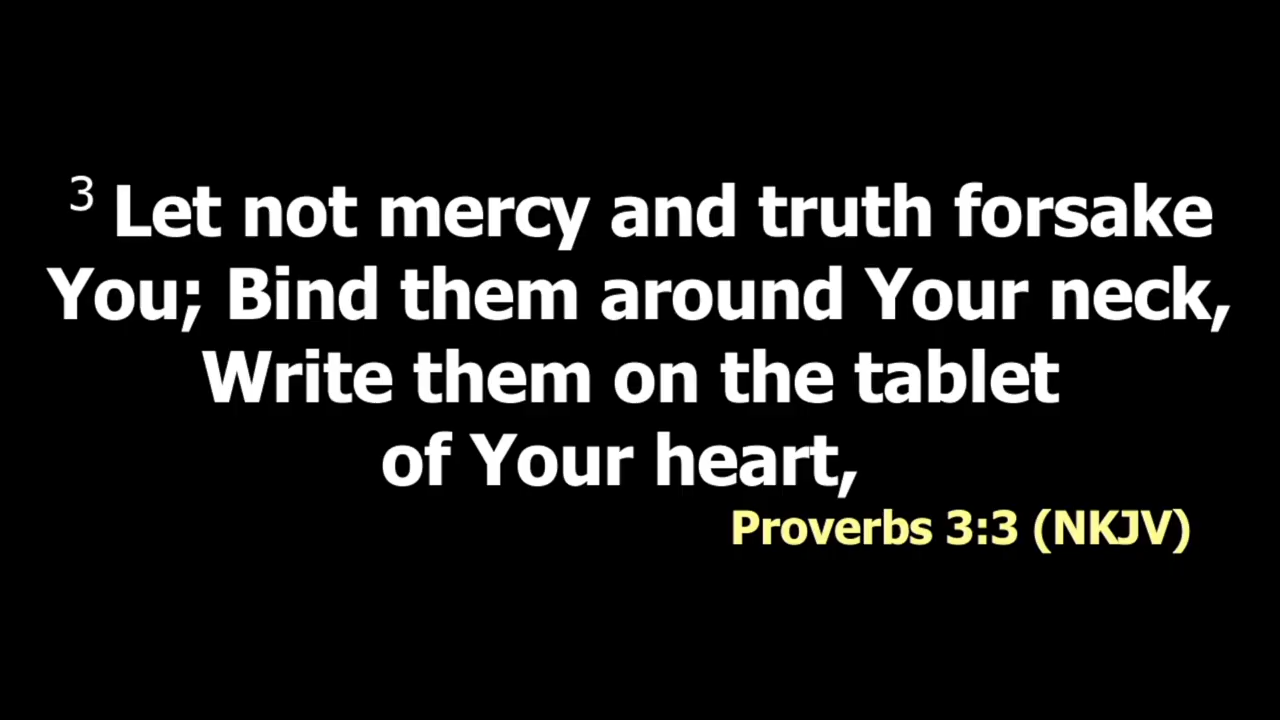 3 Let not mercy and truth forsake
You; Bind them around Your neck,
Write them on the tablet
of Your heart,
Proverbs 3:3 (NKJV)